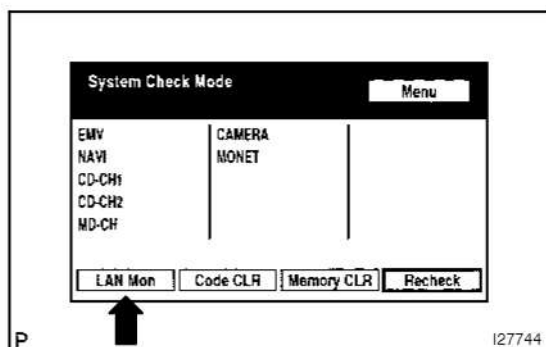 System Check Mode
Menu
EMV
NAVI
CD-CH1
CD-CH2
MD-CH
CAMERA
MONET
LAN Mon
Code CLR
Memory CLR
Recheck
P
I27744